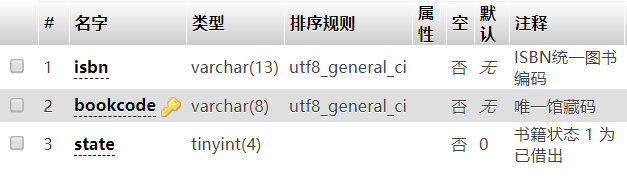 # 名字 类型 排序规则 属性 空 默认 注释
1 isbn varchar(13) utf8_general_ci 否 无 ISBN统一图书编码
2 bookcode varchar(8) utf8_general_ci 否 无 唯一馆藏码
3 state tinyint(4) 否 0 书籍状态 1 为已借出